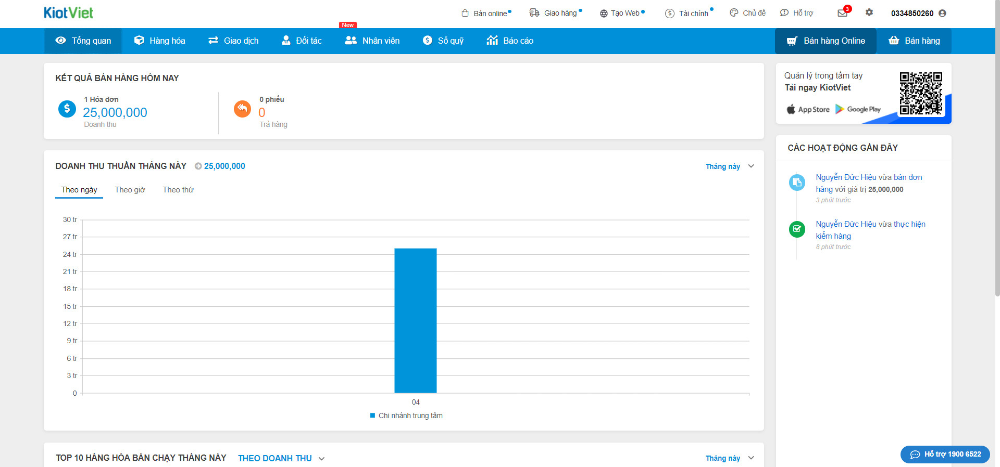 KiotViet
Bán online
Giao hàng
Tạo Web
Tài chính
Chủ đề
Hỗ trợ
3
0334850260
Tổng quan
Hàng hóa
Giao dịch
Đối tác
New
Nhân viên
Sổ quỹ
Báo cáo
Bán hàng Online
Bán hàng
KẾT QUẢ BÁN HÀNG HÔM NAY
1 Hóa đơn
25,000,000
Doanh thu
0 phiếu
0
Trả hàng
Quản lý trong tầm tay
Tải ngay KiotViet
App Store
Google Play
DOANH THU THUẦN THÁNG NÀY
25,000,000
Tháng này
Theo ngày
Theo giờ
Theo thứ
30 tr
27 tr
24 tr
21 tr
18 tr
15 tr
12 tr
9 tr
6 tr
3 tr
0
04
Chi nhánh trung tâm
CÁC HOẠT ĐỘNG GẦN ĐÂY
Nguyễn Đức Hiệu vừa bán đơn
hàng với giá trị 25,000,000
3 phút trước
Nguyễn Đức Hiệu vừa thực hiện
kiểm hàng
8 phút trước
TOP 10 HÀNG HÓA BÁN CHẠY THÁNG NÀY
THEO DOANH THU
Tháng này
Hỗ trợ 1900 6522